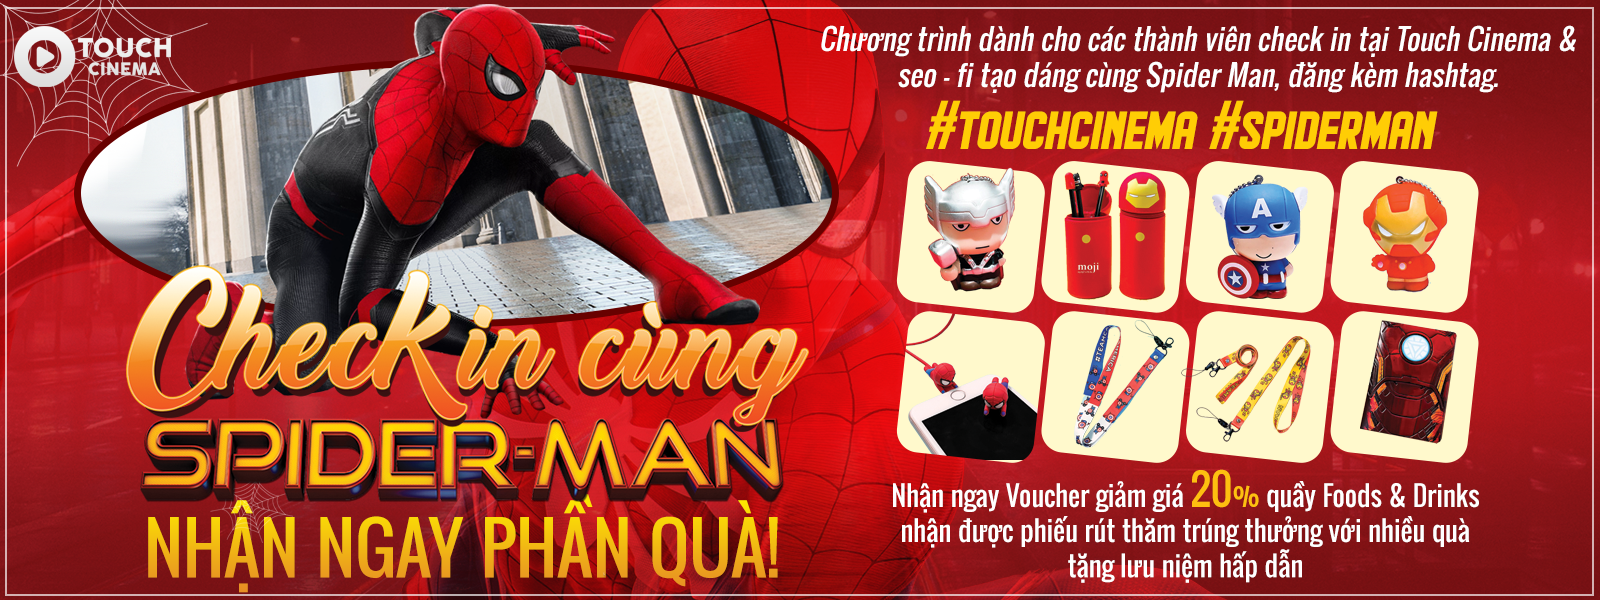 TOUCH
CINEMA
Check in cùng
SPIDER-MAN
NHẬN NGAY PHẦN QUÀ!
Chương trình dành cho các thành viên check in tại Touch Cinema &
seo - fi tạo dáng cùng Spider Man, đăng kèm hashtag.
#TOUCHCINEMA #SPIDERMAN
A
moji
Nhận ngay Voucher giảm giá 20% quầy Foods & Drinks
nhận được phiếu rút thăm trúng thưởng với nhiều quà
tặng lưu niệm hấp dẫn